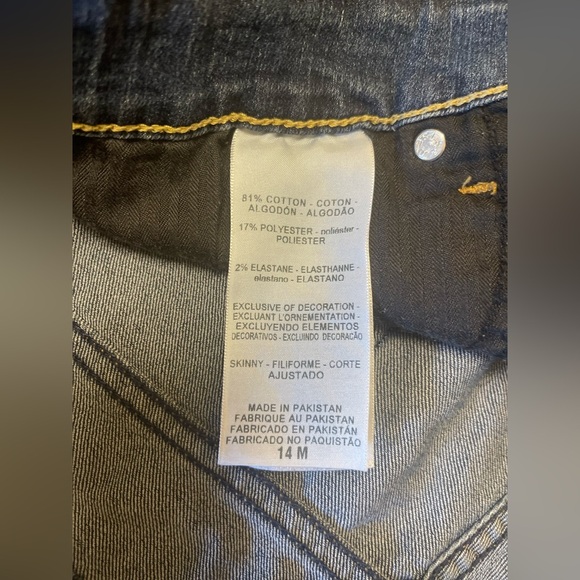 81% COTTON - COTON -
ALGODÓN - ALGODÃO
17% POLYESTER - poliéster -
POLIESTER
2% ELASTANE - ELASTHANNE -
elastano - ELASTANO
EXCLUSIVE OF DECORATION -
EXCLUANT L'ORNEMENTATION -
EXCLUYENDO ELEMENTOS
DECORATIVOS - EXCLUINDO DECORAÇÃO
SKINNY - FILIFORME - CORTE
AJUSTADO
MADE IN PAKISTAN
FABRIQUE AU PAKISTAN
FABRICADO EN PAKISTÁN
FABRICADO NO PAQUISTÃO
14 M